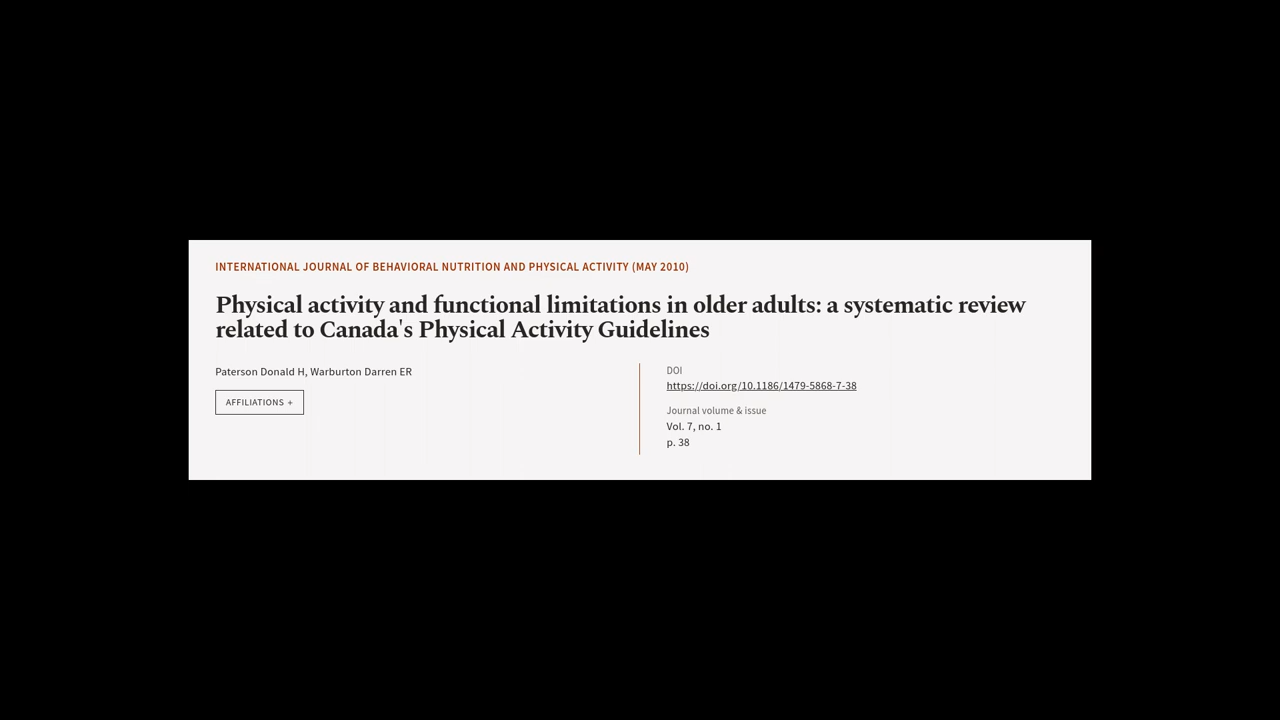 INTERNATIONAL JOURNAL OF BEHAVIORAL NUTRITION AND PHYSICAL ACTIVITY (MAY 2010)
Physical activity and functional limitations in older adults: a systematic review
related to Canada's Physical Activity Guidelines
Paterson Donald H, Warburton Darren ER
AFFILIATIONS +
DOI
https://doi.org/10.1186/1479-5868-7-38
Journal volume & issue
Vol. 7, no. 1
p. 38